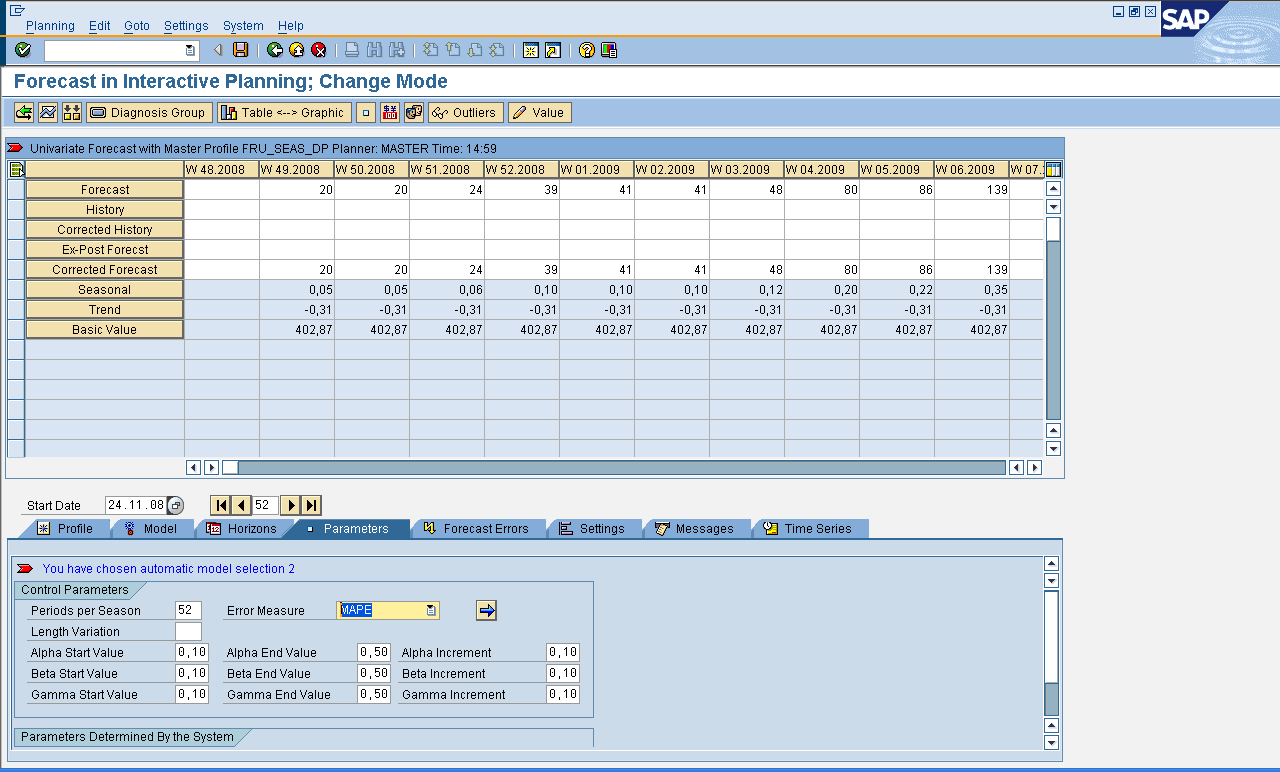 Planning Edit Goto Settings System Help
SAP
Forecast in Interactive Planning; Change Mode
Diagnosis Group Table <--> Graphic Outliers Value
Univariate Forecast with Master Profile FRU_SEAS_DP Planner: MASTER Time: 14:59
W 48.2008 W 49.2008 W 50.2008 W 51.2008 W 52.2008 W 01.2009 W 02.2009 W 03.2009 W 04.2009 W 05.2009 W 06.2009 W 07.
Forecast 20 20 24 39 41 41 48 80 86 139
History
Corrected History
Ex-Post Forecst
Corrected Forecast 20 20 24 39 41 41 48 80 86 139
Seasonal 0,05 0,05 0,06 0,10 0,10 0,10 0,12 0,20 0,22 0,35
Trend -0,31 -0,31 -0,31 -0,31 -0,31 -0,31 -0,31 -0,31 -0,31 -0,31
Basic Value 402,87 402,87 402,87 402,87 402,87 402,87 402,87 402,87 402,87 402,87
Start Date 24.11.08 52
Profile Model Horizons Parameters Forecast Errors Settings Messages Time Series
You have chosen automatic model selection 2
Control Parameters
Periods per Season 52 Error Measure MAPE
Length Variation
Alpha Start Value 0,10 Alpha End Value 0,50 Alpha Increment 0,10
Beta Start Value 0,10 Beta End Value 0,50 Beta Increment 0,10
Gamma Start Value 0,10 Gamma End Value 0,50 Gamma Increment 0,10
Parameters Determined By the System